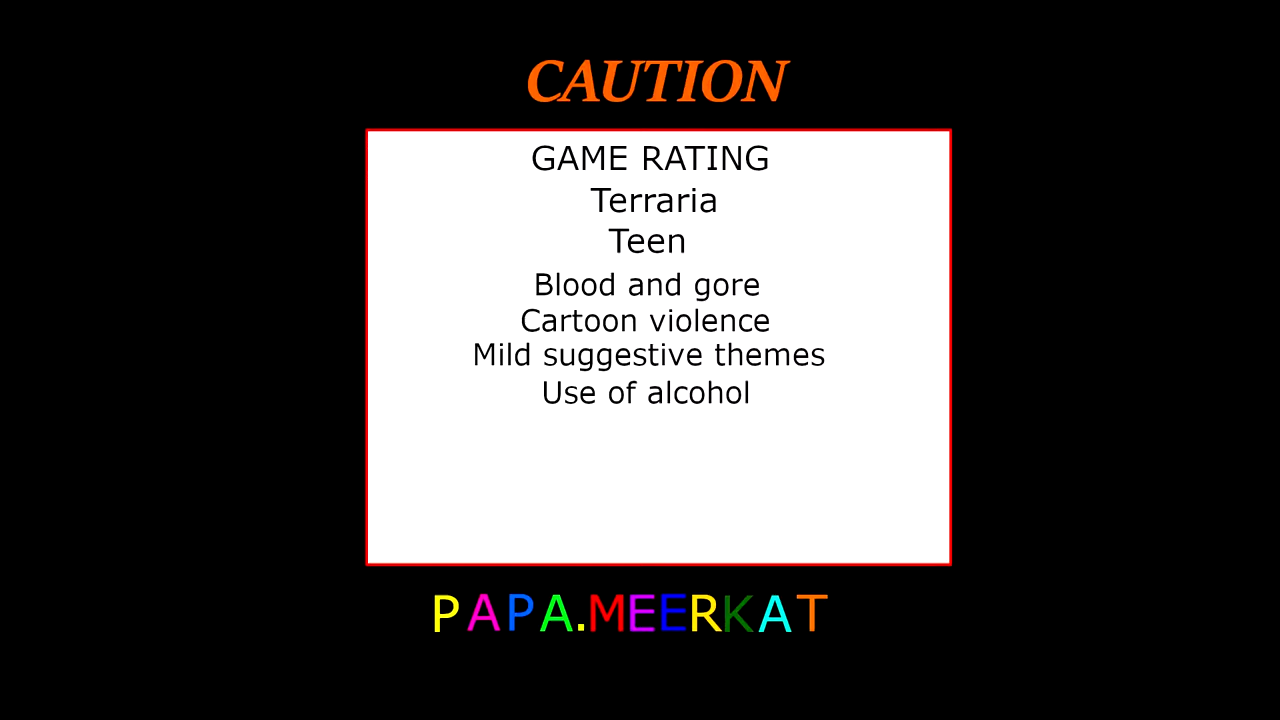 CAUTION
GAME RATING
Terraria
Teen
Blood and gore
Cartoon violence
Mild suggestive themes
Use of alcohol
PAPA.MEERKAT